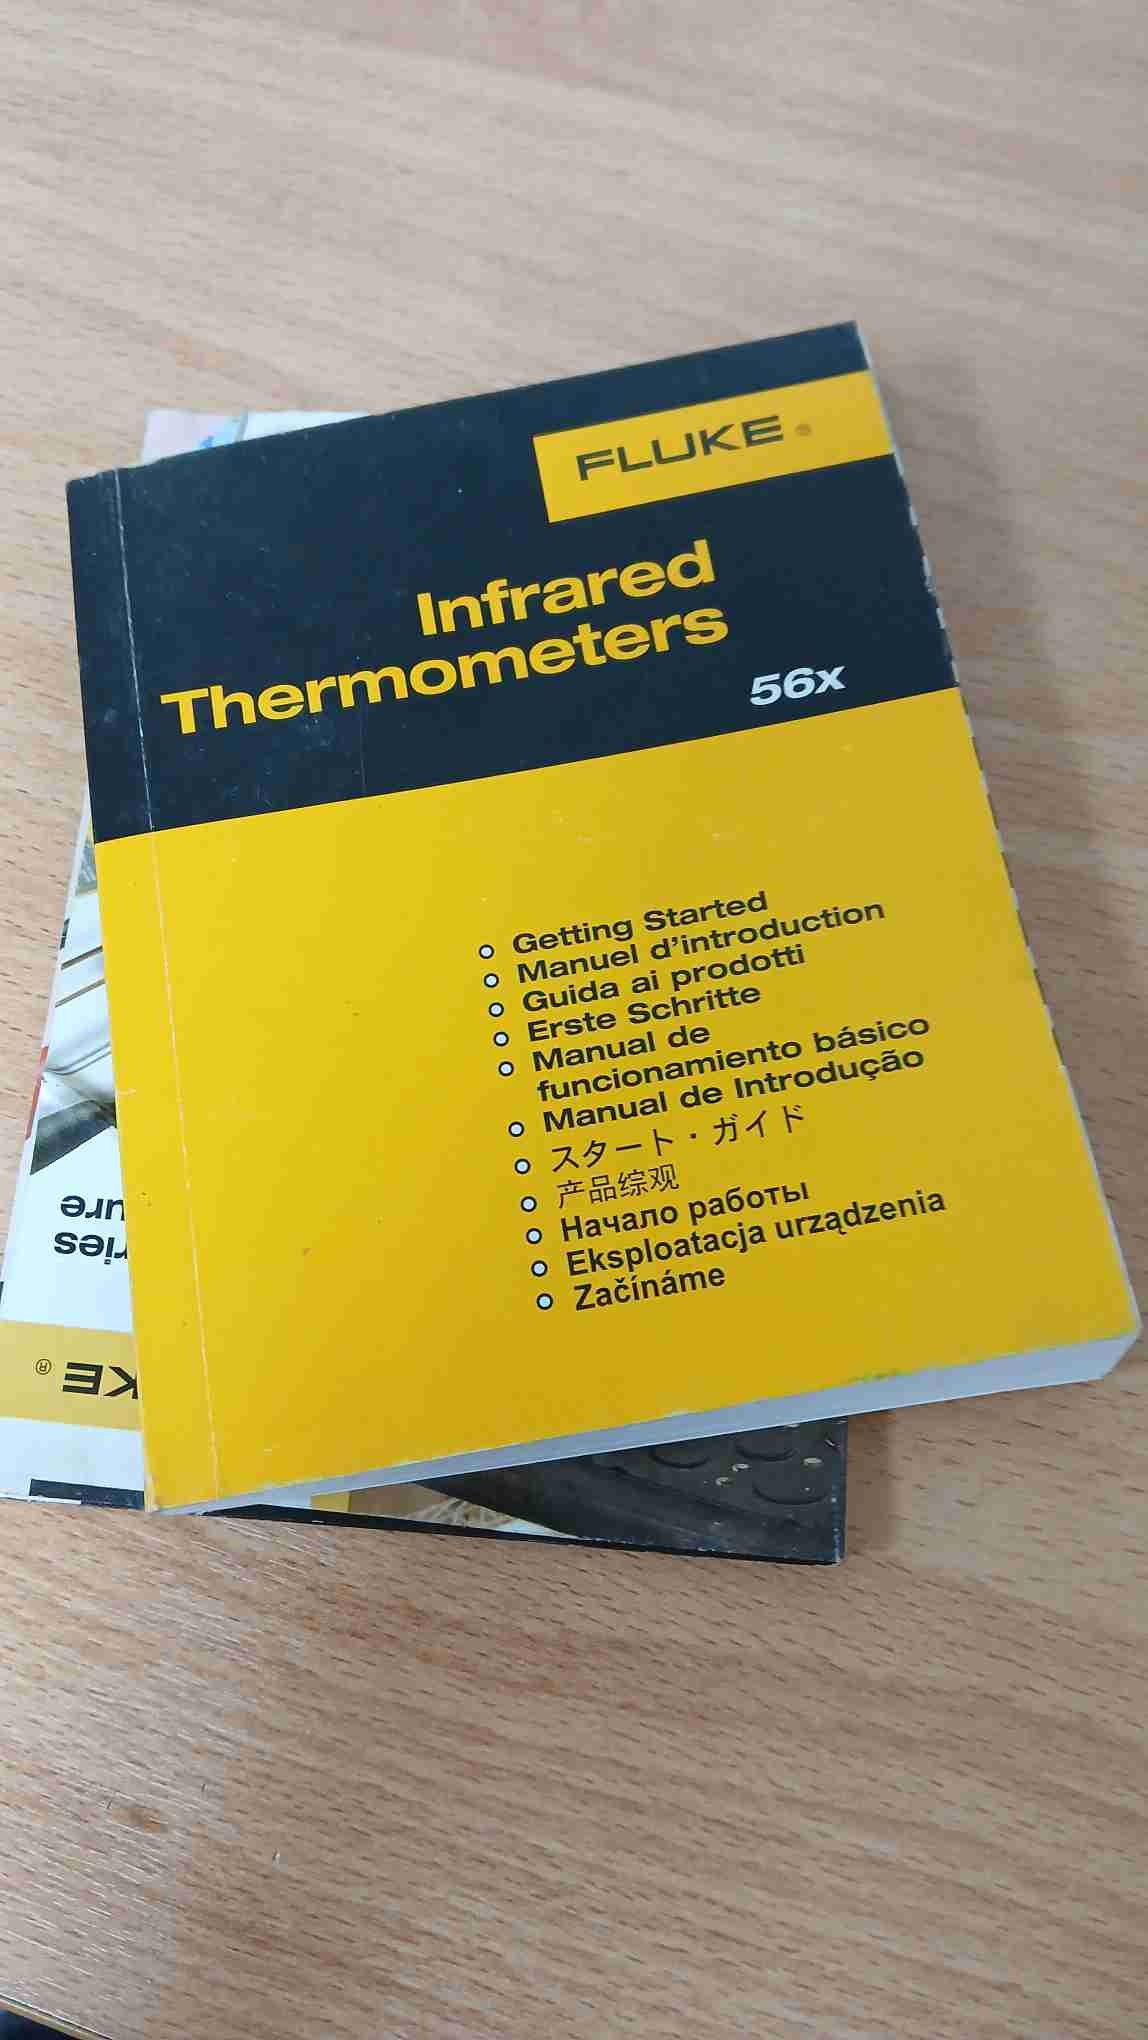 FLUKE ®
Infrared
Thermometers
56x
Getting Started
Manuel d'introduction
Guida ai prodotti
Erste Schritte
Manual de
funcionamiento básico
Manual de Introdução
スタート・ガイド
产品综观
Начало работы
Eksploatacja urządzenia
Začínáme